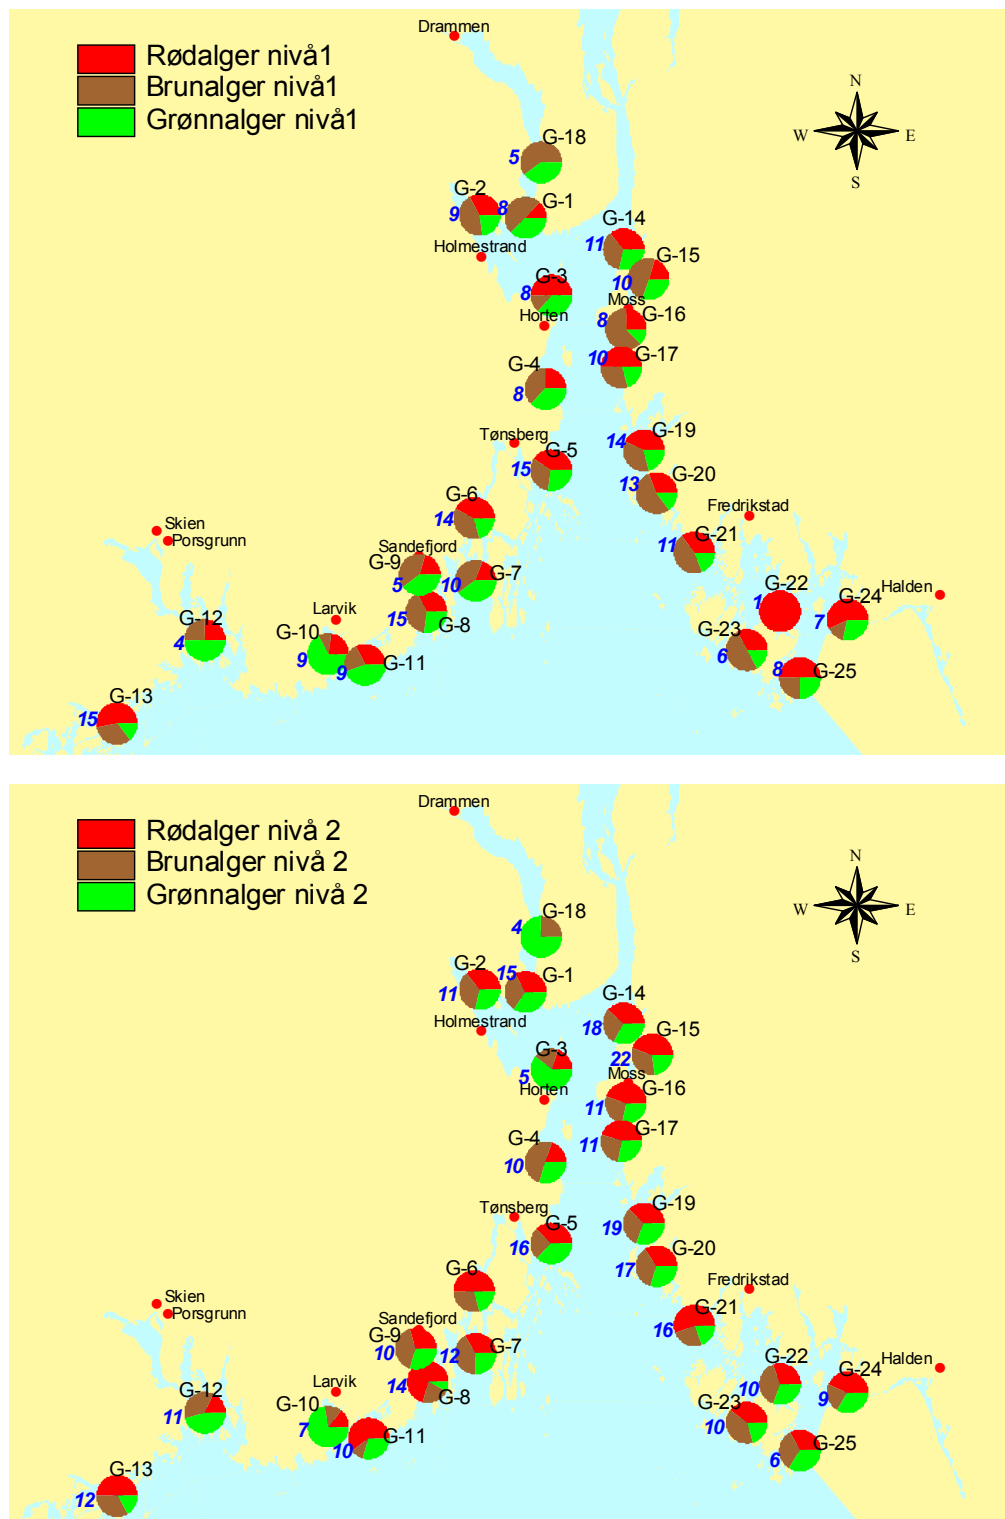 Drammen
Rødalger nivå1
Brunalger nivå1
Grønnalger nivå1
N
W E
S
G-18
5
G-2
9
G-1
8
G-14
11
Holmestrand
G-15
10
G-3
8
Moss
Horten
G-16
8
G-17
10
G-4
8
Tønsberg
G-19
14
G-5
15
G-20
13
G-6
14
Fredrikstad
Skien
Porsgrunn
G-21
11
Sandefjord
G-9
5
G-7
10
G-22
1
Halden
G-24
7
Larvik
G-12
4
G-8
15
G-10
9
G-23
6
G-11
9
G-25
8
G-13
15
Drammen
Rødalger nivå 2
Brunalger nivå 2
Grønnalger nivå 2
N
W E
S
G-18
4
G-2
11
G-1
15
G-14
18
Holmestrand
G-15
22
G-3
5
Moss
Horten
G-16
11
G-17
11
G-4
10
Tønsberg
G-19
19
G-5
16
G-20
17
G-6
Fredrikstad
Skien
Porsgrunn
G-21
16
Sandefjord
G-9
10
G-7
12
G-22
10
Halden
G-24
9
Larvik
G-12
11
G-8
14
G-10
7
G-23
10
G-11
10
G-25
6
G-13
12